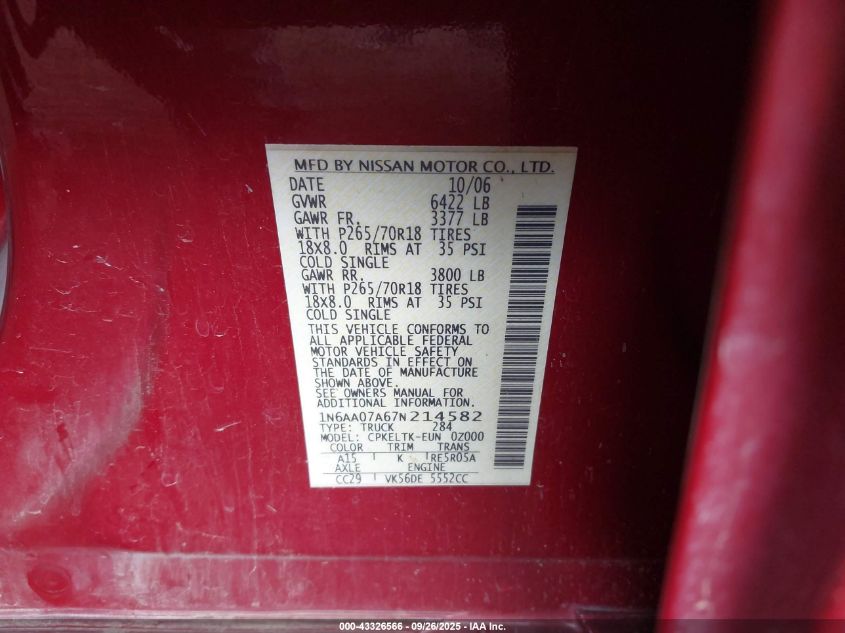 MFD BY NISSAN MOTOR CO., LTD.
DATE 10/06
GVWR 6422 LB
GAWR FR. 3377 LB
WITH P265/70R18 TIRES
18X8.0 RIMS AT 35 PSI
COLD SINGLE
GAWR RR. 3800 LB
WITH P265/70R18 TIRES
18X8.0 RIMS AT 35 PSI
COLD SINGLE
THIS VEHICLE CONFORMS TO
ALL APPLICABLE FEDERAL
MOTOR VEHICLE SAFETY
STANDARDS IN EFFECT ON
THE DATE OF MANUFACTURE
SHOWN ABOVE.
SEE OWNERS MANUAL FOR
ADDITIONAL INFORMATION.
1N6AA07A67N214582
TYPE: TRUCK 284
MODEL: CPKELTK-EUN 0Z000
COLOR TRIM TRANS
A15 K RE5R05A
AXLE ENGINE
CC29 VK56DE 5552CC
000-43326566 - 09/26/2025 - IAA Inc.